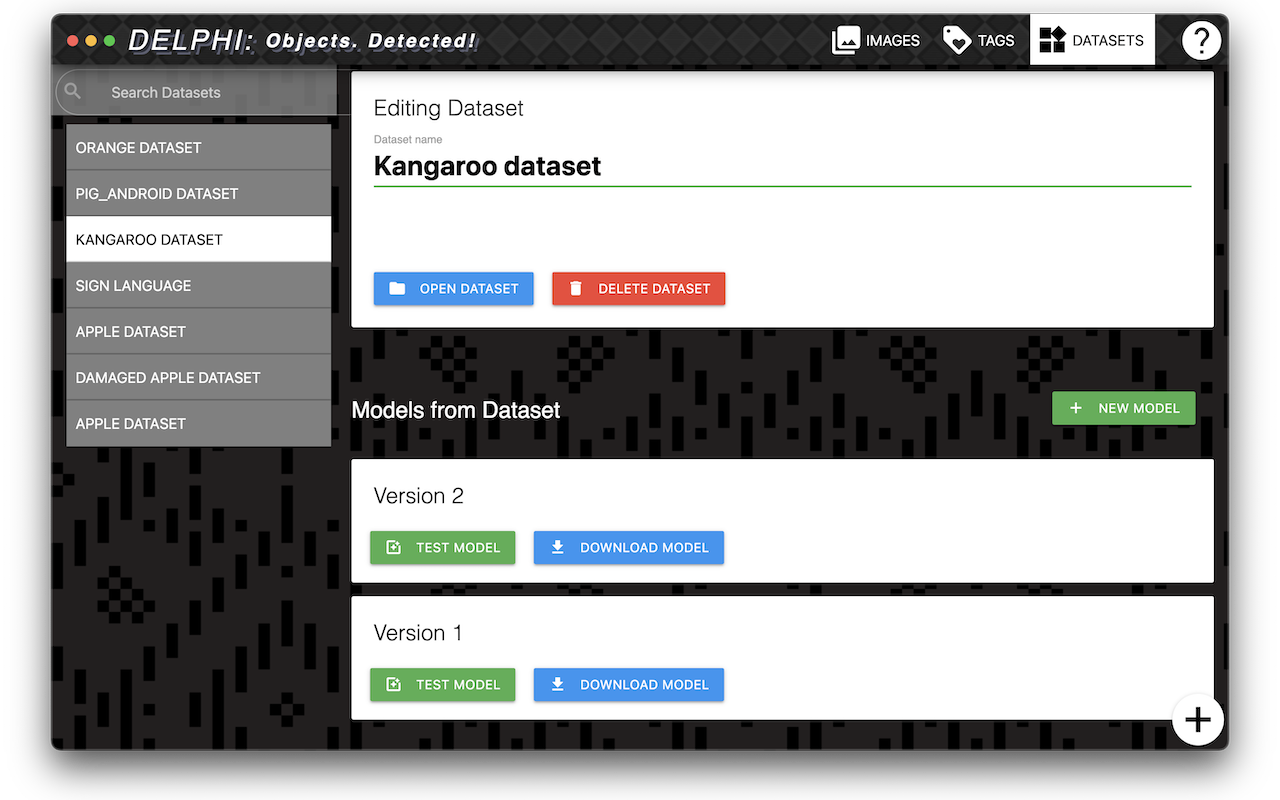 DELPHI: Objects. Detected!
IMAGES
TAGS
DATASETS
?
Search Datasets
ORANGE DATASET
PIG_ANDROID DATASET
KANGAROO DATASET
SIGN LANGUAGE
APPLE DATASET
DAMAGED APPLE DATASET
APPLE DATASET
Editing Dataset
Dataset name
Kangaroo dataset
OPEN DATASET
DELETE DATASET
Models from Dataset
+ NEW MODEL
Version 2
TEST MODEL
DOWNLOAD MODEL
Version 1
TEST MODEL
DOWNLOAD MODEL
+